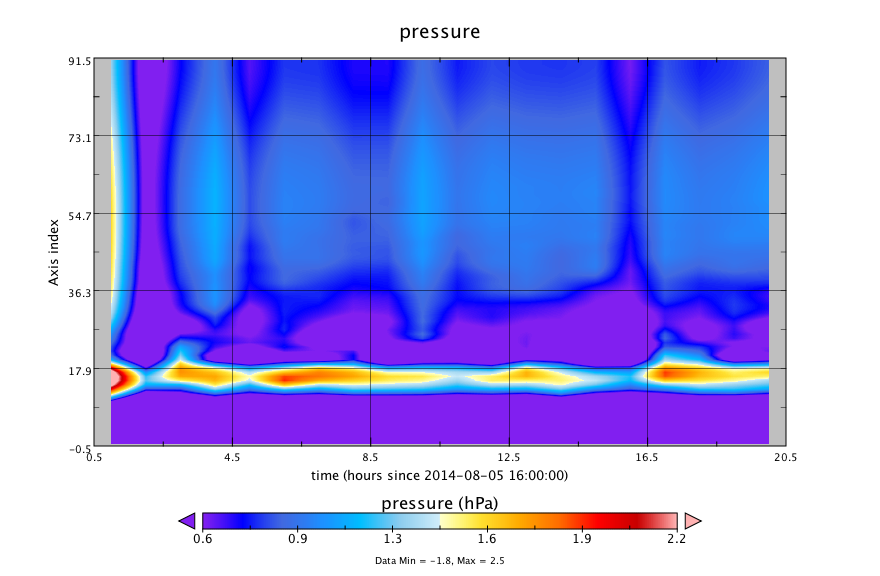 pressure
91.5
73.1
54.7
36.3
17.9
-0.5
Axis index
0.5 4.5 8.5 12.5 16.5 20.5
time (hours since 2014-08-05 16:00:00)
pressure (hPa)
0.6 0.9 1.3 1.6 1.9 2.2
Data Min = -1.8, Max = 2.5